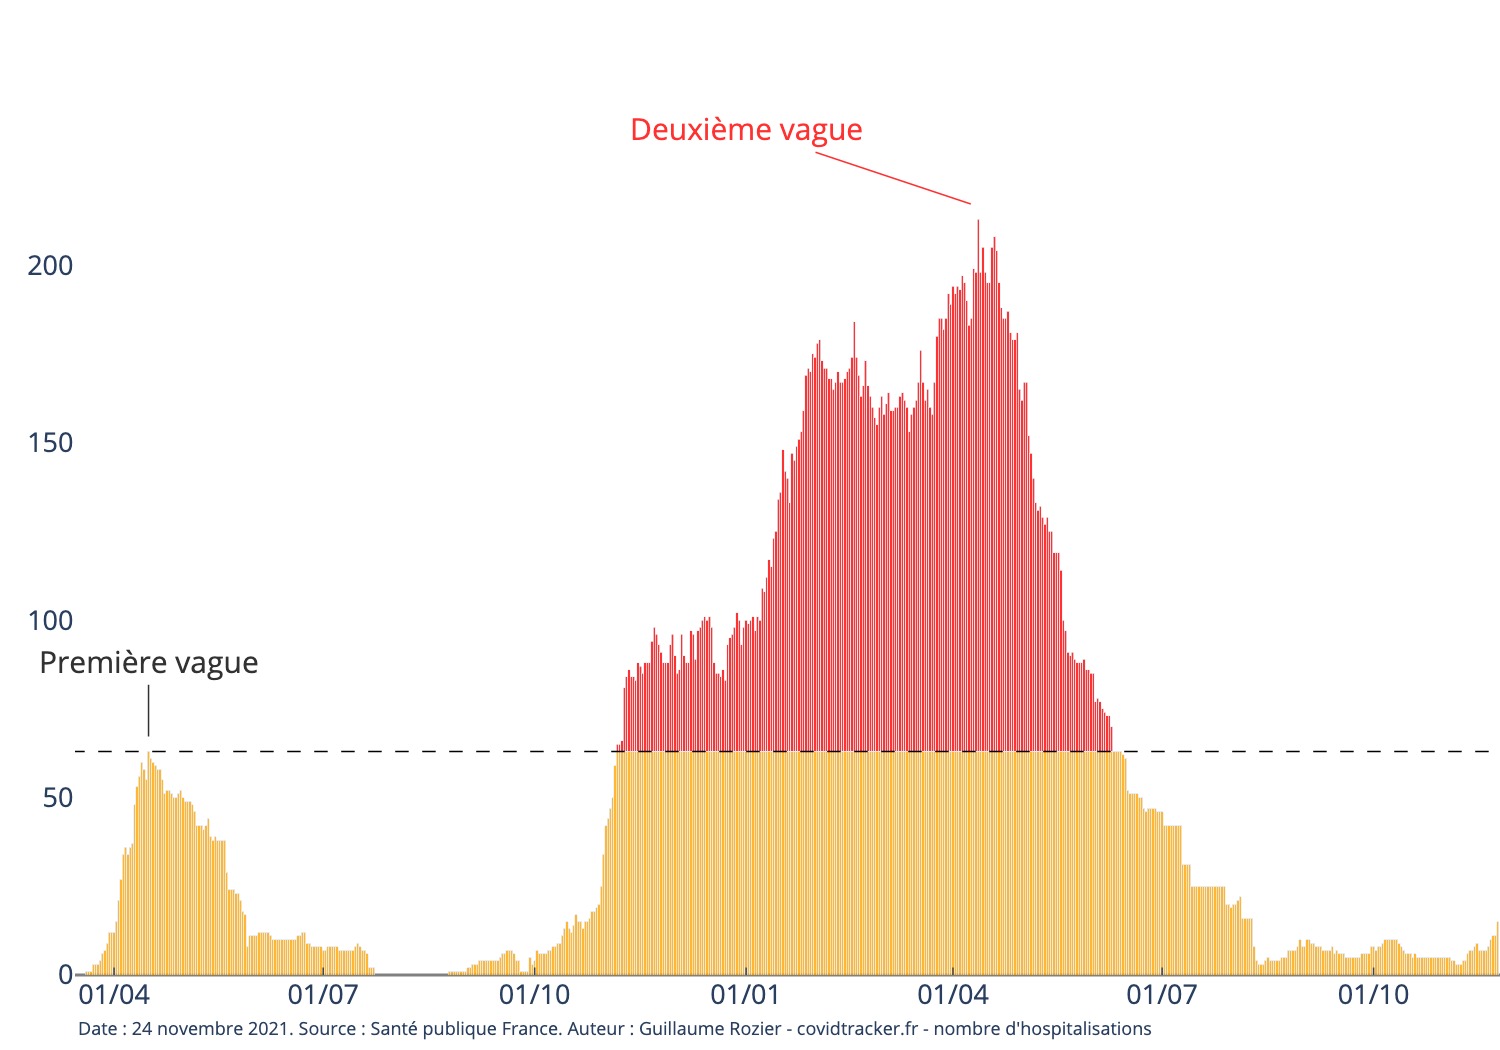 Deuxième vague
200
150
100
Première vague
50
0
01/04 01/07 01/10 01/01 01/04 01/07 01/10
Date : 24 novembre 2021. Source : Santé publique France. Auteur : Guillaume Rozier - covidtracker.fr - nombre d'hospitalisations